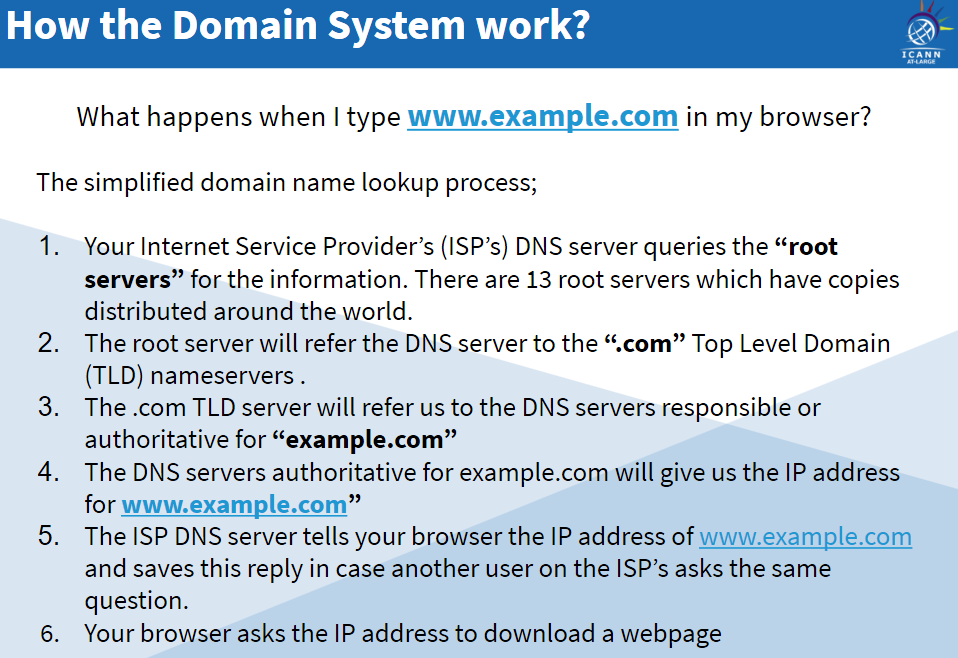 How the Domain System work?
ICANN
AT-LARGE
What happens when I type www.example.com in my browser?
The simplified domain name lookup process;
1. Your Internet Service Provider’s (ISP’s) DNS server queries the “root
servers” for the information. There are 13 root servers which have copies
distributed around the world.
2. The root server will refer the DNS server to the “.com” Top Level Domain
(TLD) nameservers .
3. The .com TLD server will refer us to the DNS servers responsible or
authoritative for “example.com”
4. The DNS servers authoritative for example.com will give us the IP address
for www.example.com”
5. The ISP DNS server tells your browser the IP address of www.example.com
and saves this reply in case another user on the ISP’s asks the same
question.
6. Your browser asks the IP address to download a webpage